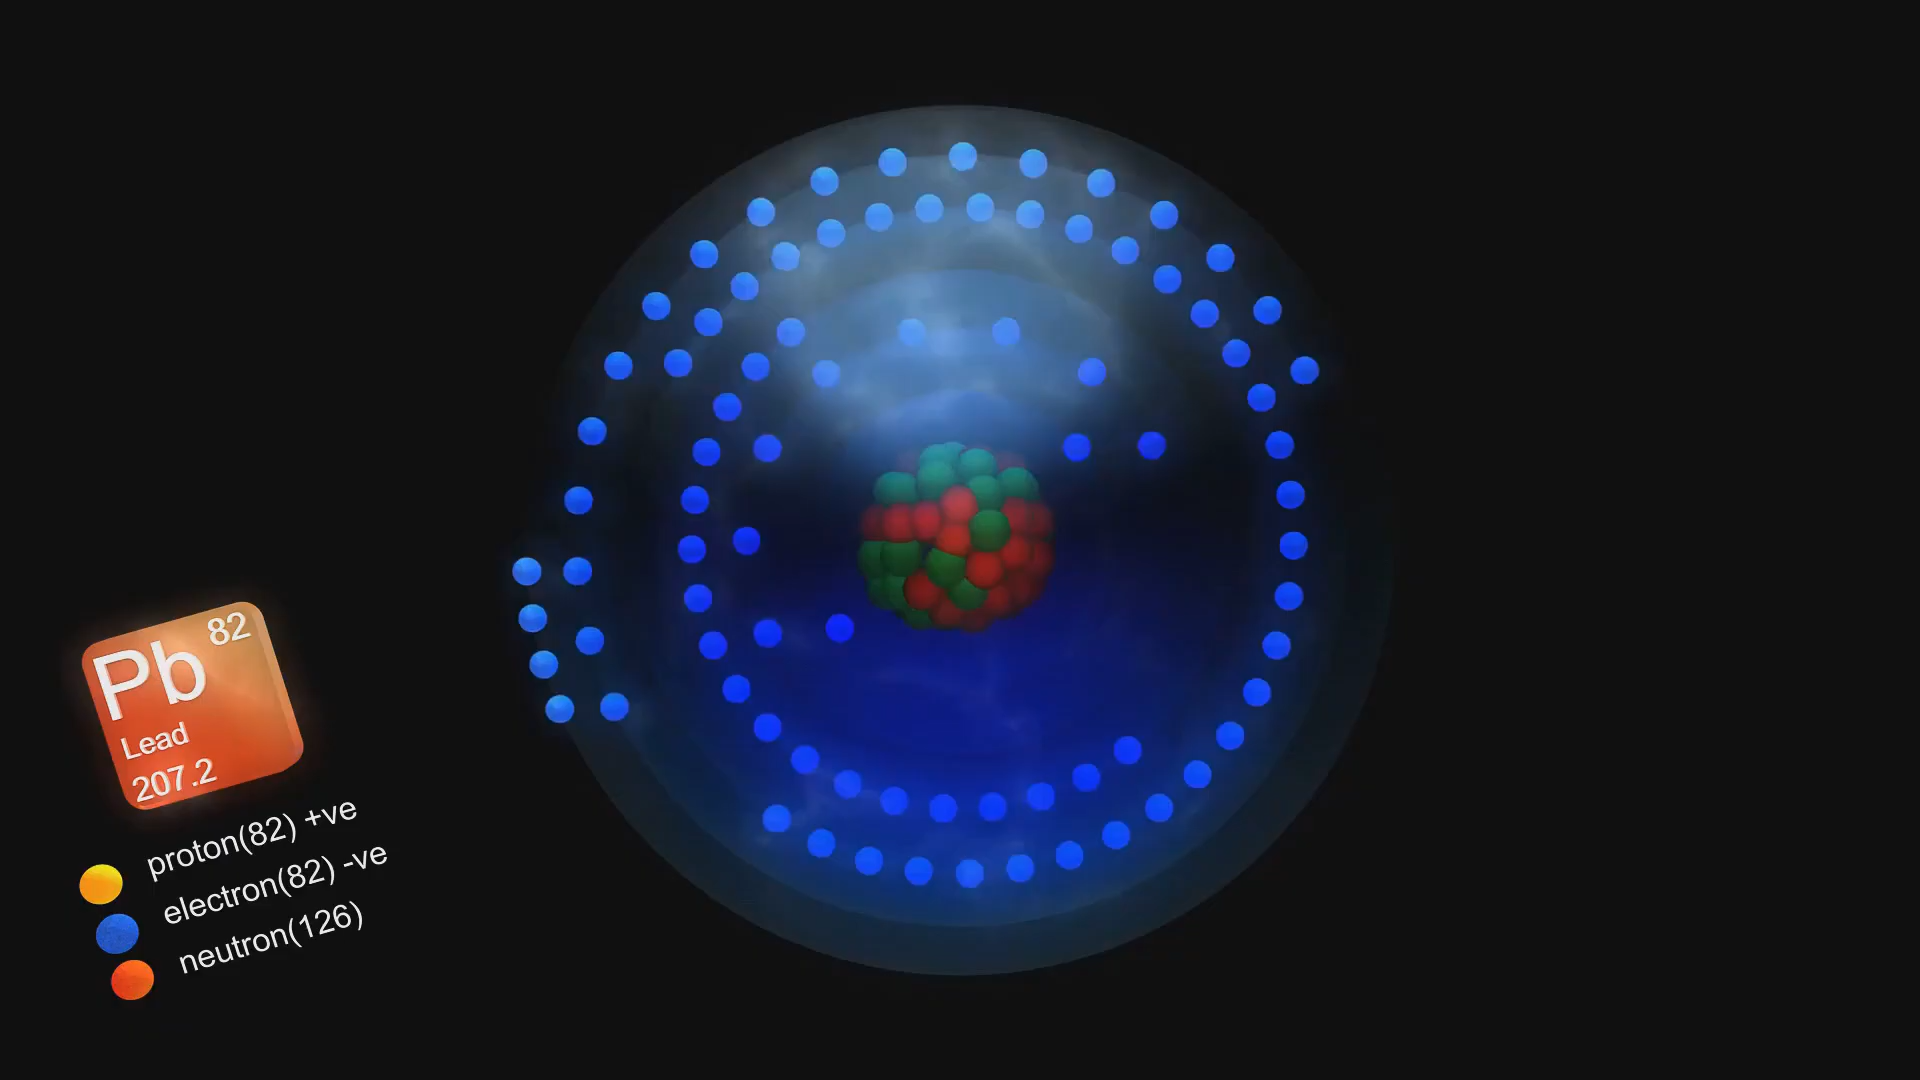 Pb 82
Lead
207.2
proton(82) +ve
electron(82) -ve
neutron(126)